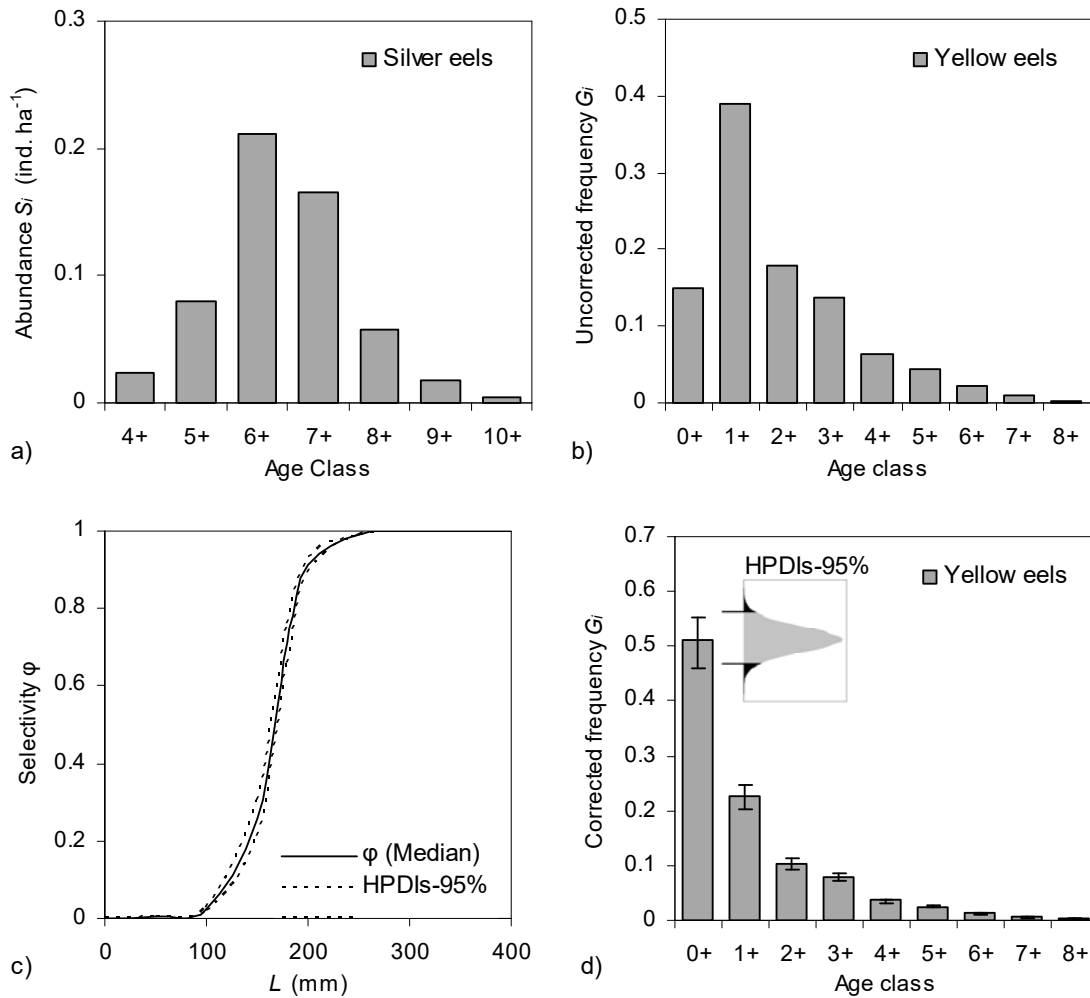 0.3
0.2
0.1
0
Abundance Si (ind. ha-1)
Silver eels
4+ 5+ 6+ 7+ 8+ 9+ 10+
Age Class
a)
0.5
0.4
0.3
0.2
0.1
0
Uncorrected frequency Gi
Yellow eels
0+ 1+ 2+ 3+ 4+ 5+ 6+ 7+ 8+
Age class
b)
1
0.8
0.6
0.4
0.2
0
Selectivity φ
φ (Median)
HPDIs-95%
0 100 200 300 400
L (mm)
c)
0.7
0.6
0.5
0.4
0.3
0.2
0.1
0
Corrected frequency Gi
HPDIs-95%
Yellow eels
0+ 1+ 2+ 3+ 4+ 5+ 6+ 7+ 8+
Age class
d)